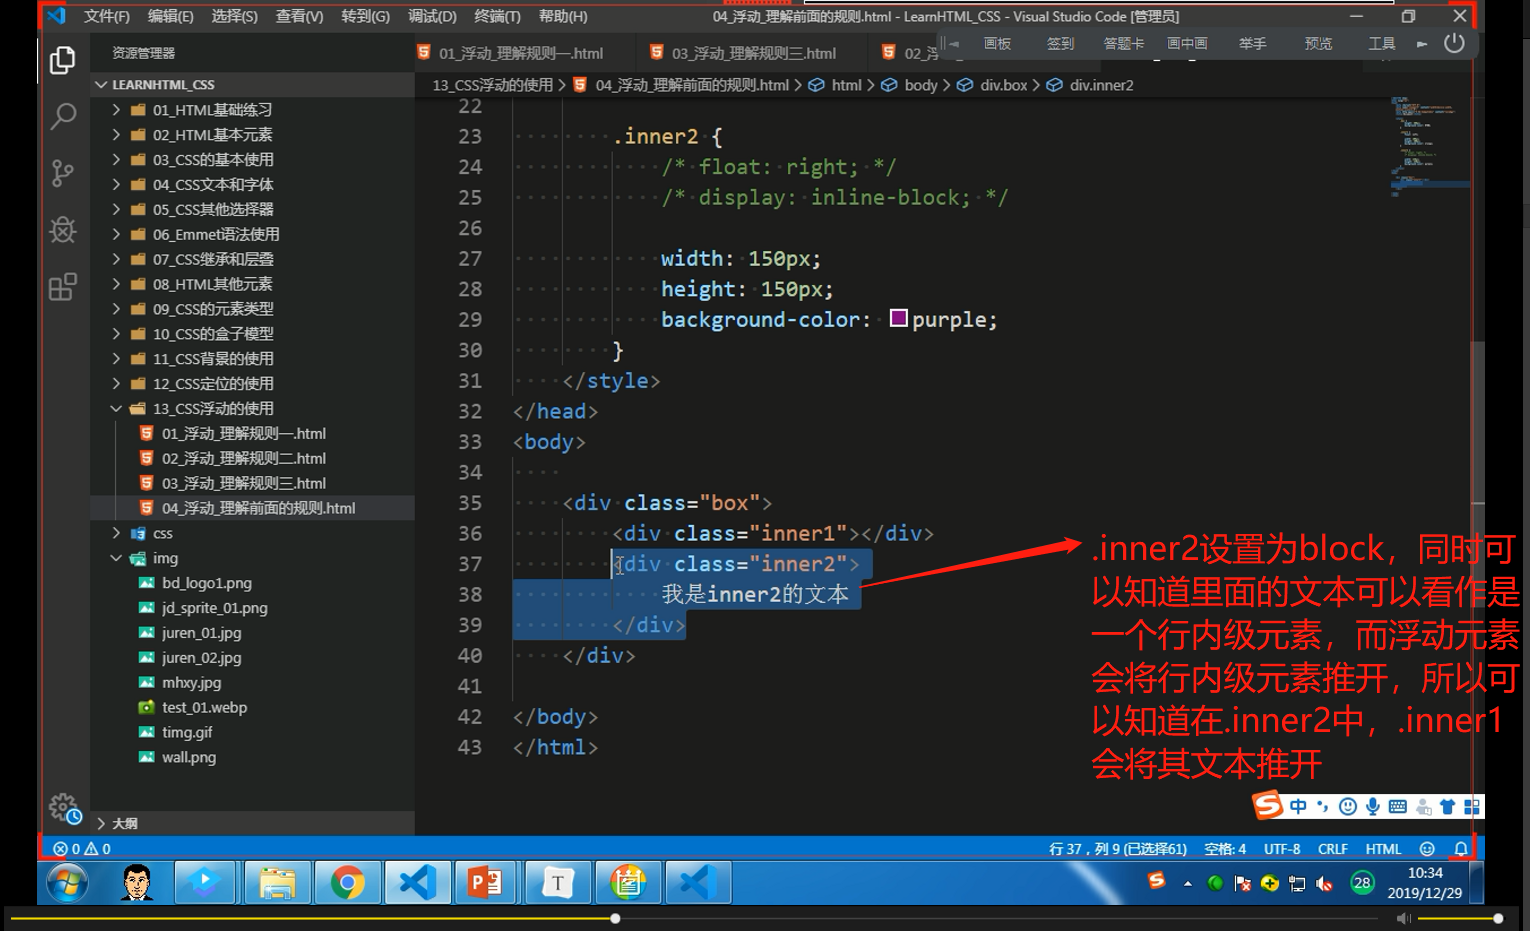 文件(F) 编辑(E) 选择(S) 查看(V) 转到(G) 调试(D) 终端(T) 帮助(H) 04_浮动_理解前面的规则.html - LearnHTML_CSS - Visual Studio Code [管理员]
资源管理器
01_浮动_理解规则一.html 03_浮动_理解规则三.html 02_浮
画板 签到 答题卡 画中画 举手 预览 工具
LEARNHTML_CSS
13_CSS浮动的使用 > 04_浮动_理解前面的规则.html > html > body > div.box > div.inner2
01_HTML基础练习
02_HTML基本元素
03_CSS的基本使用
04_CSS文本和字体
05_CSS其他选择器
06_Emmet语法使用
07_CSS继承和层叠
08_HTML其他元素
09_CSS的元素类型
10_CSS的盒子模型
11_CSS背景的使用
12_CSS定位的使用
13_CSS浮动的使用
01_浮动_理解规则一.html
02_浮动_理解规则二.html
03_浮动_理解规则三.html
04_浮动_理解前面的规则.html
css
img
bd_logo1.png
jd_sprite_01.png
juren_01.jpg
juren_02.jpg
mhxy.jpg
test_01.webp
timg.gif
wall.png
大纲
22
23 .inner2 {
24 /* float: right; */
25 /* display: inline-block; */
26
27 width: 150px;
28 height: 150px;
29 background-color: purple;
30 }
31 </style>
32 </head>
33 <body>
34
35 <div class="box">
36 <div class="inner1"></div>
37 <div class="inner2">
38 我是inner2的文本
39 </div>
40 </div>
41
42 </body>
43 </html>
.inner2设置为block，同时可
以知道里面的文本可以看作是
一个行内级元素，而浮动元素
会将行内级元素推开，所以可
以知道在.inner2中，.inner1
会将其文本推开
中
0 0 行 37，列 9 (已选择61) 空格: 4 UTF-8 CRLF HTML
28
10:34
2019/12/29